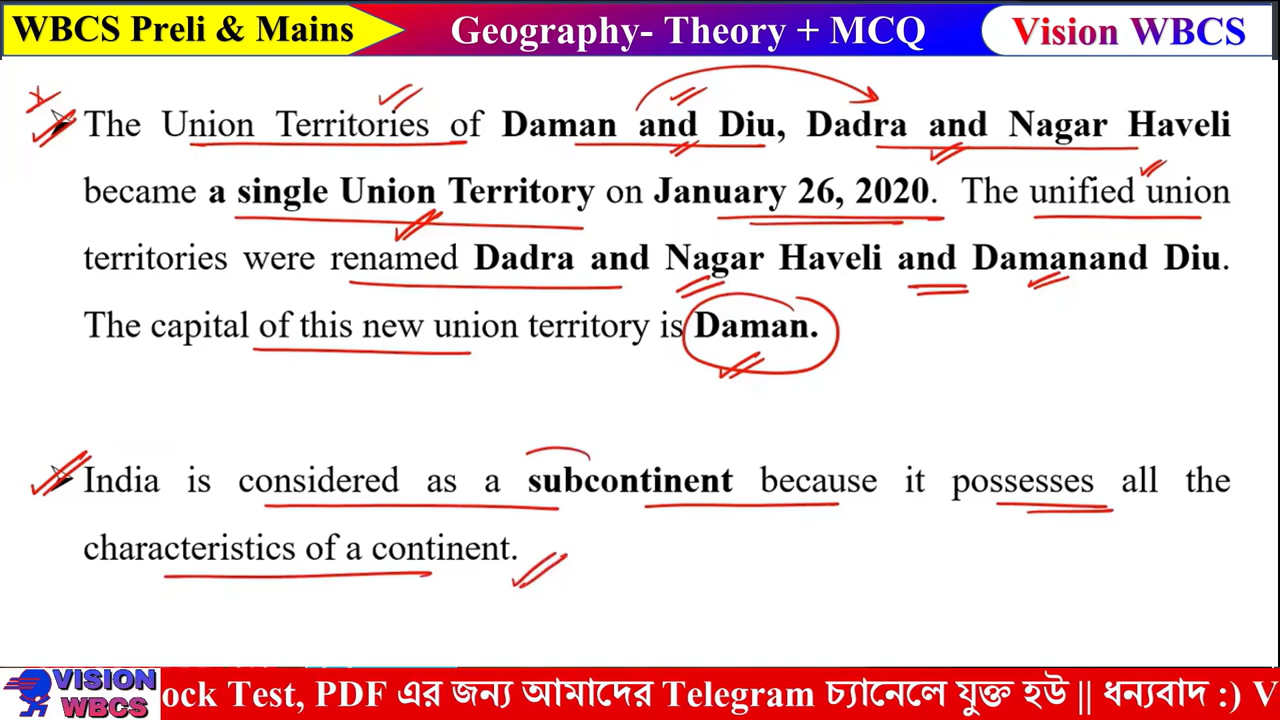 WBCS Preli & Mains
Geography- Theory + MCQ
Vision WBCS
The Union Territories of Daman and Diu, Dadra and Nagar Haveli
became a single Union Territory on January 26, 2020. The unified union
territories were renamed Dadra and Nagar Haveli and Damanand Diu.
The capital of this new union territory is Daman.
India is considered as a subcontinent because it possesses all the
characteristics of a continent.
VISION
WBCS
ock Test, PDF এর জন্য আমাদের Telegram চ্যানেলে যুক্ত হউ || ধন্যবাদ :) V